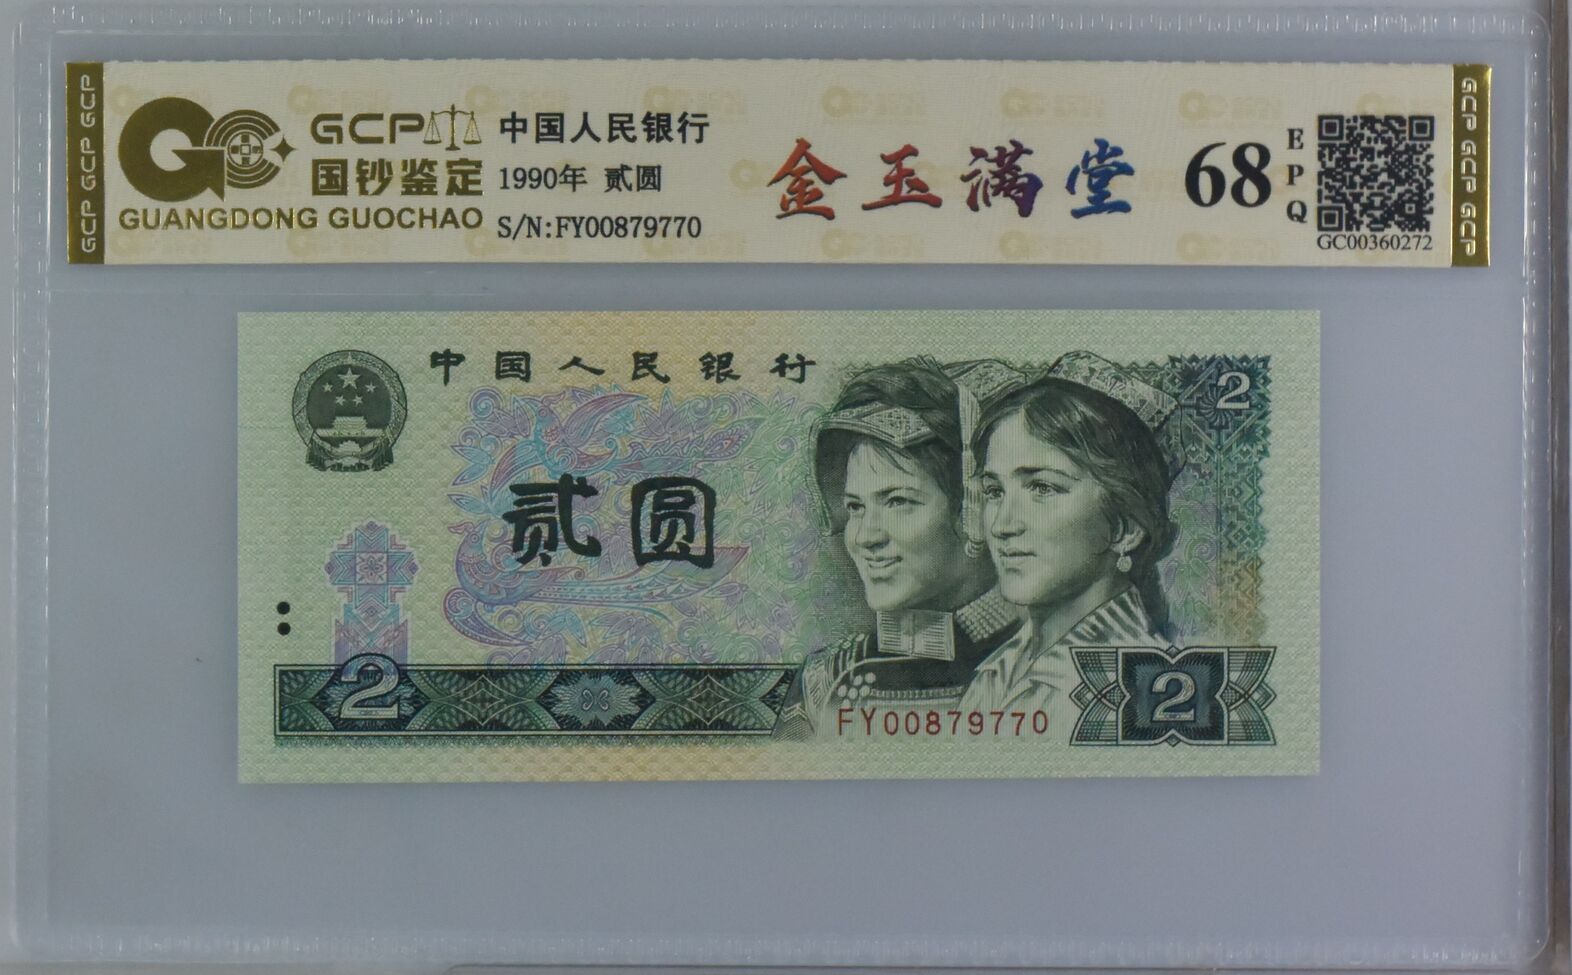 GCP GCP GCP
GCP
国钞鉴定
GUANGDONG GUOCHAO
中国人民银行
1990年 贰圆
S/N:FY00879770
金玉满堂
68
EPQ
GC00360272
GCP GCP GCP
中国人民银行
2
贰圆
2
FY00879770
2